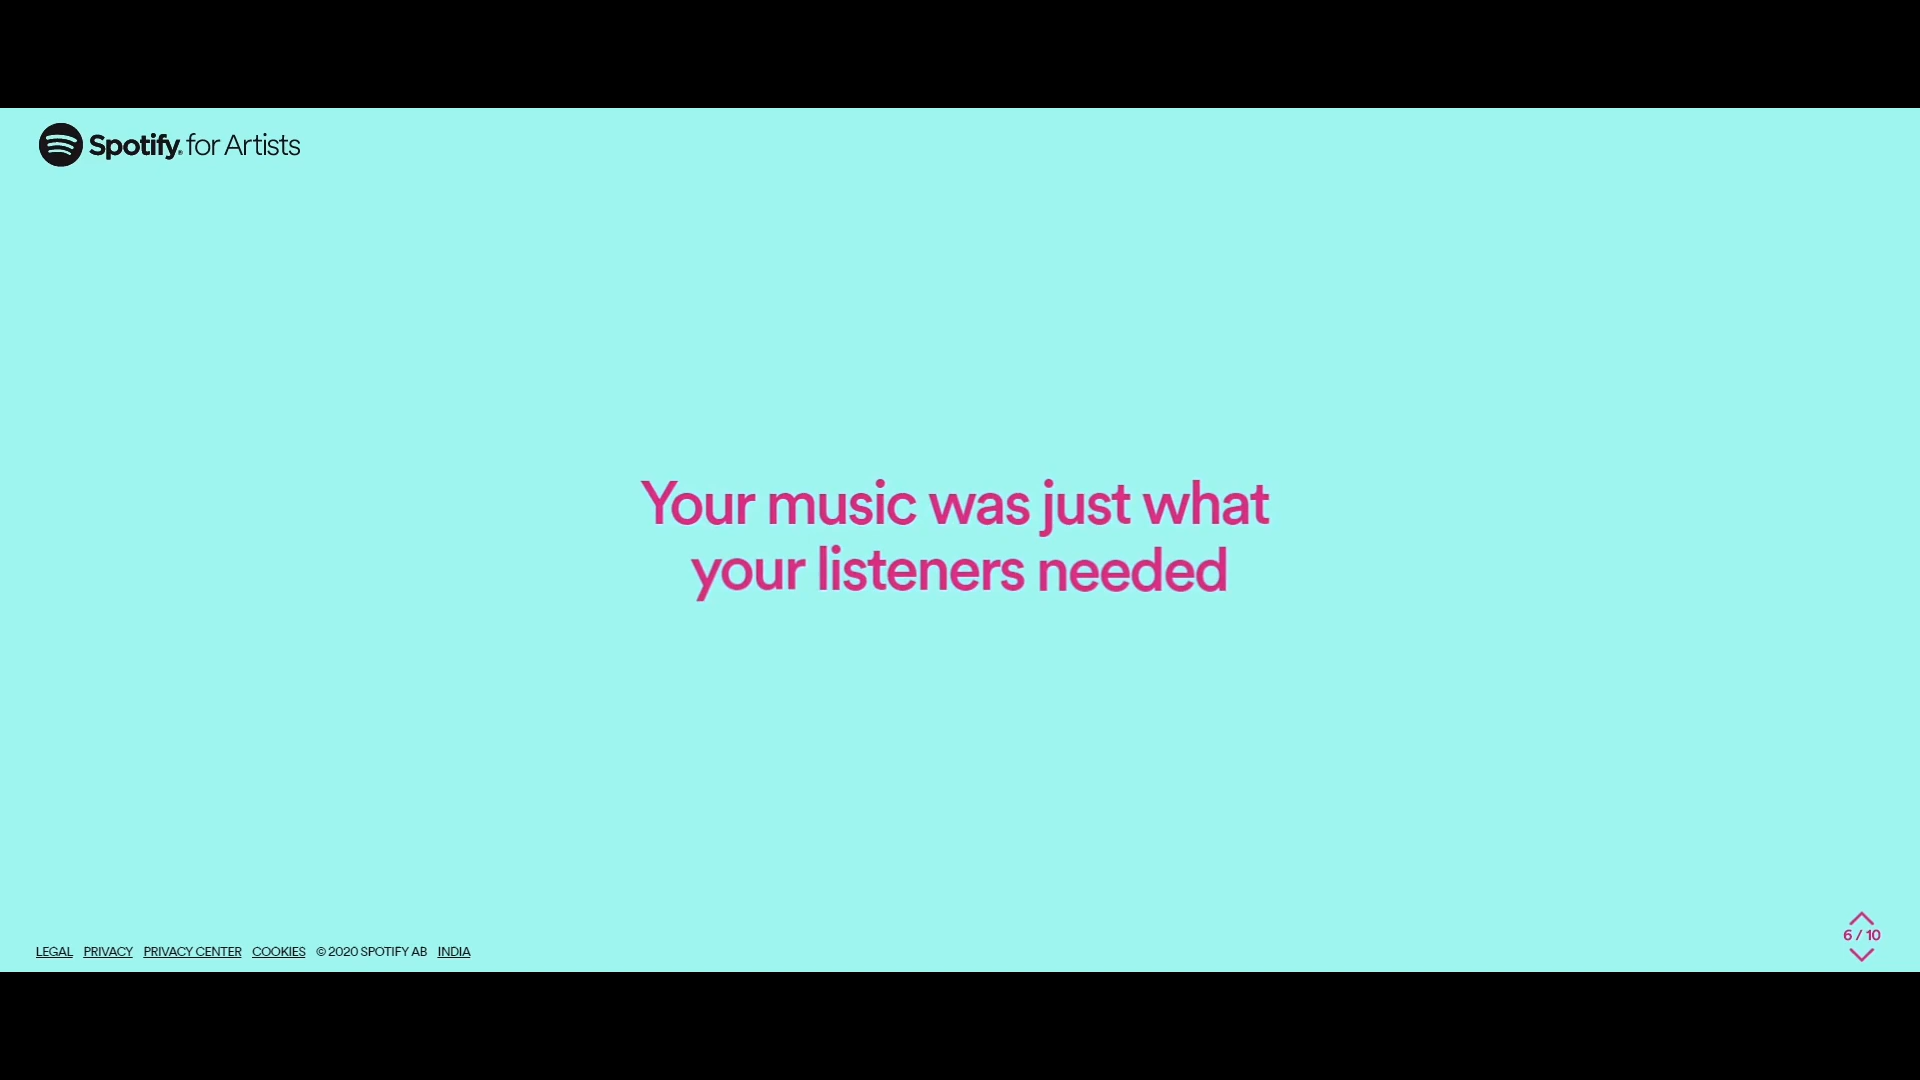 Spotify® for Artists
Your music was just what
your listeners needed
6 / 10
LEGAL PRIVACY PRIVACY CENTER COOKIES © 2020 SPOTIFY AB INDIA